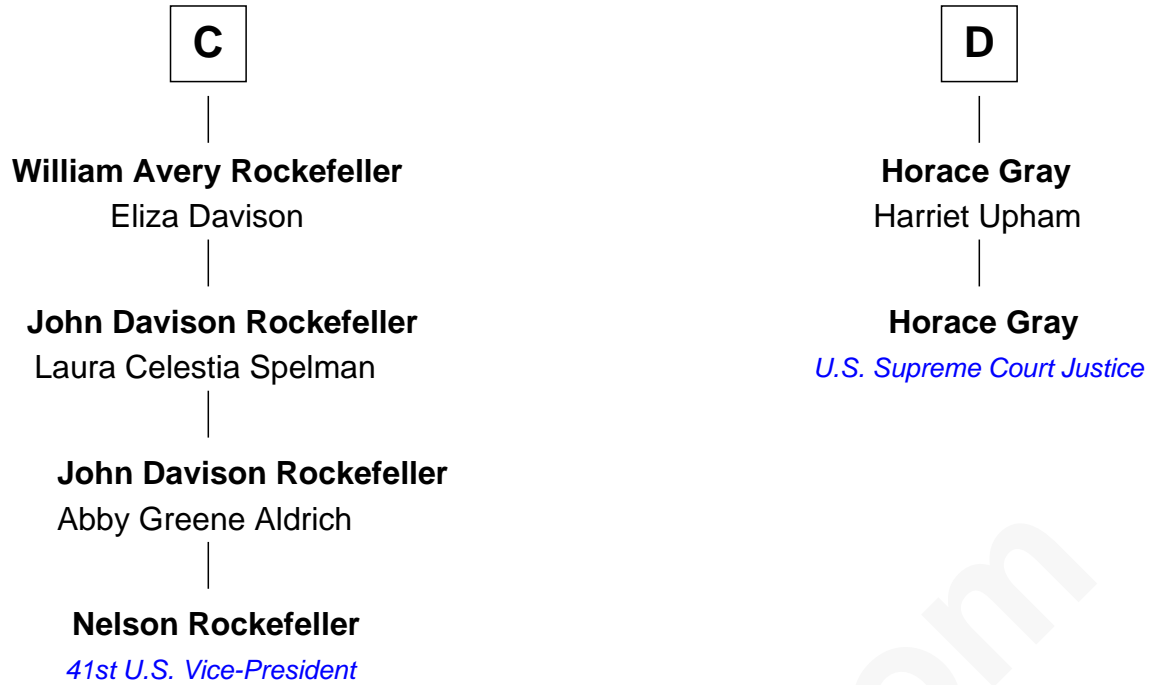 C
William Avery Rockefeller
Eliza Davison
John Davison Rockefeller
Laura Celestia Spelman
John Davison Rockefeller
Abby Greene Aldrich
Nelson Rockefeller
41st U.S. Vice-President
D
Horace Gray
Harriet Upham
Horace Gray
U.S. Supreme Court Justice
om